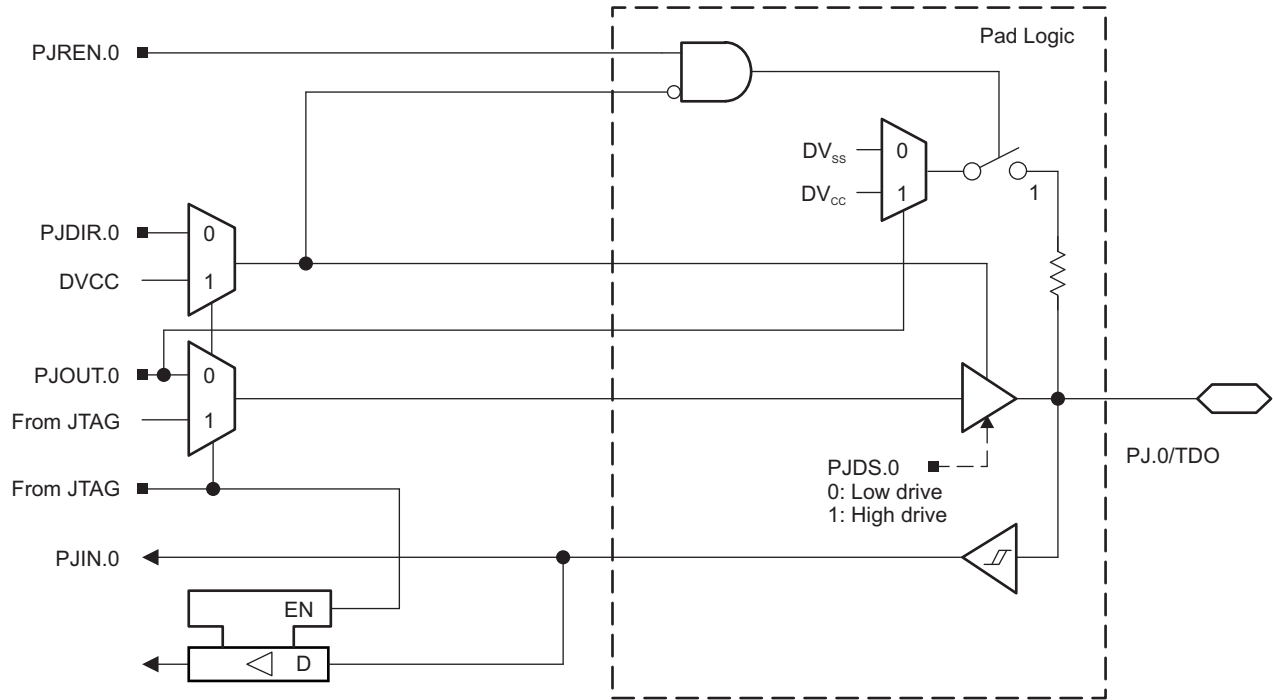 Pad Logic
PJREN.0
DVss
0
DVcc
1
1
PJDIR.0
0
DVCC
1
PJOUT.0
0
From JTAG
1
From JTAG
PJDS.0
0: Low drive
1: High drive
PJ.0/TDO
PJIN.0
EN
D